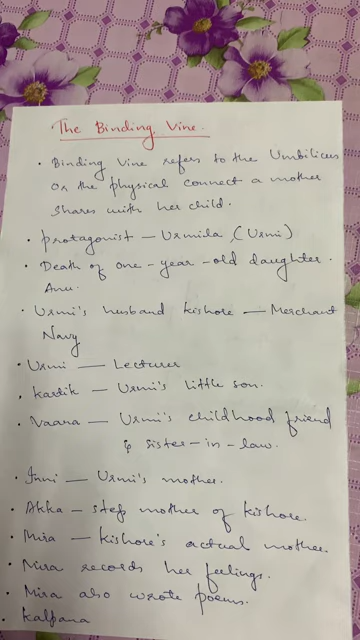 The Binding Vine.
• Binding Vine refers to the Umbilicus
Or the physical connect a mother
shares with her child.
• protagonist – Urmila, (Urmi)
• Death of one-year-old daughter.
Anu.
• Urmi's husband kishore – Merchant
Navy
• Urmi — Lecturer
• Kartik – Urmi's little son.
• Vaana – Urmi's childhood friend
& sister-in-law.
• Inni — Urmi's mother.
• Akka – step mother of kishore.
• Mira – kishore's actual mother.
• Mira records her feelings.
• Mira also wrote poems.
• Kalpana